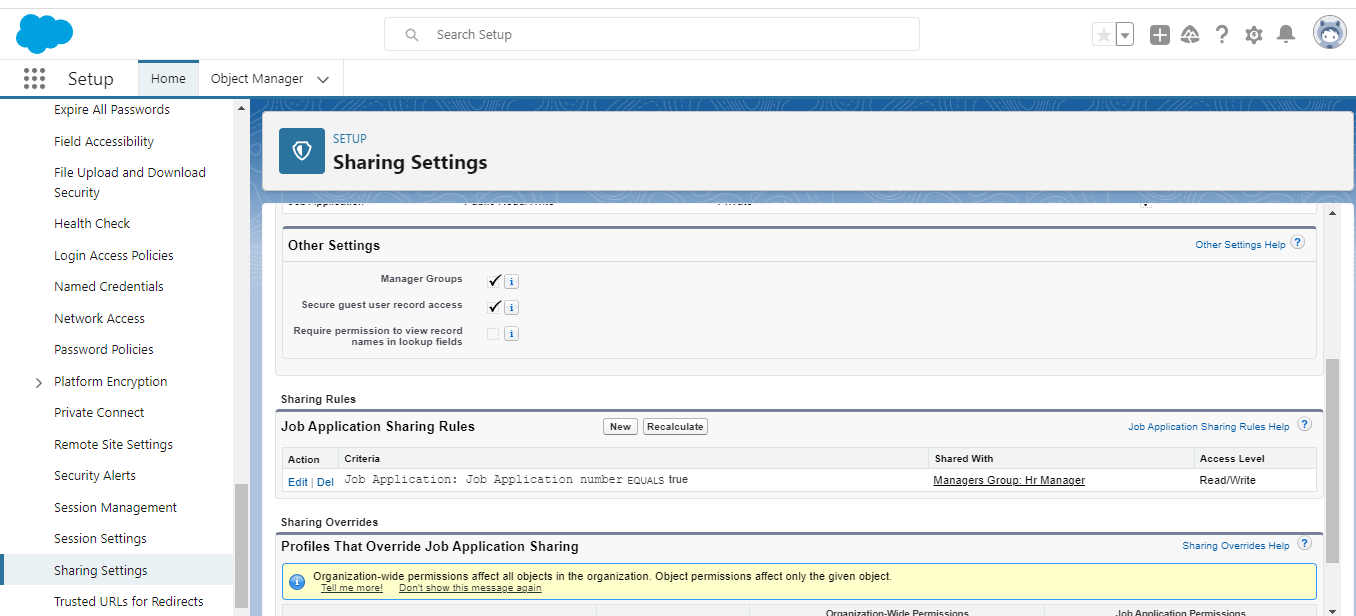 Search Setup
Setup
Home
Object Manager
Expire All Passwords
Field Accessibility
File Upload and Download
Security
Health Check
Login Access Policies
Named Credentials
Network Access
Password Policies
Platform Encryption
Private Connect
Remote Site Settings
Security Alerts
Session Management
Session Settings
Sharing Settings
Trusted URLs for Redirects
SETUP
Sharing Settings
Job Application Public Read/Write Private
Other Settings
Other Settings Help ?
Manager Groups
Secure guest user record access
Require permission to view record
names in lookup fields
Sharing Rules
Job Application Sharing Rules New Recalculate Job Application Sharing Rules Help ?
Action Criteria Shared With Access Level
Edit | Del Job Application: Job Application number EQUALS true Managers Group: Hr Manager Read/Write
Sharing Overrides
Profiles That Override Job Application Sharing Sharing Overrides Help ?
Organization-wide permissions affect all objects in the organization. Object permissions affect only the given object.
Tell me more! Don't show this message again
Organization-Wide Permissions Job Application Permissions